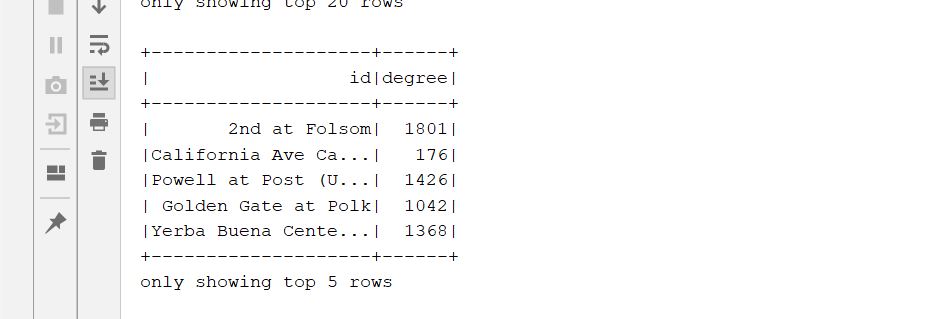 only showing top 20 rows
+--------------------+------+
|                  id|degree|
+--------------------+------+
|       2nd at Folsom|  1801|
|California Ave Ca...|   176|
|Powell at Post (U...|  1426|
| Golden Gate at Polk|  1042|
|Yerba Buena Cente...|  1368|
+--------------------+------+
only showing top 5 rows